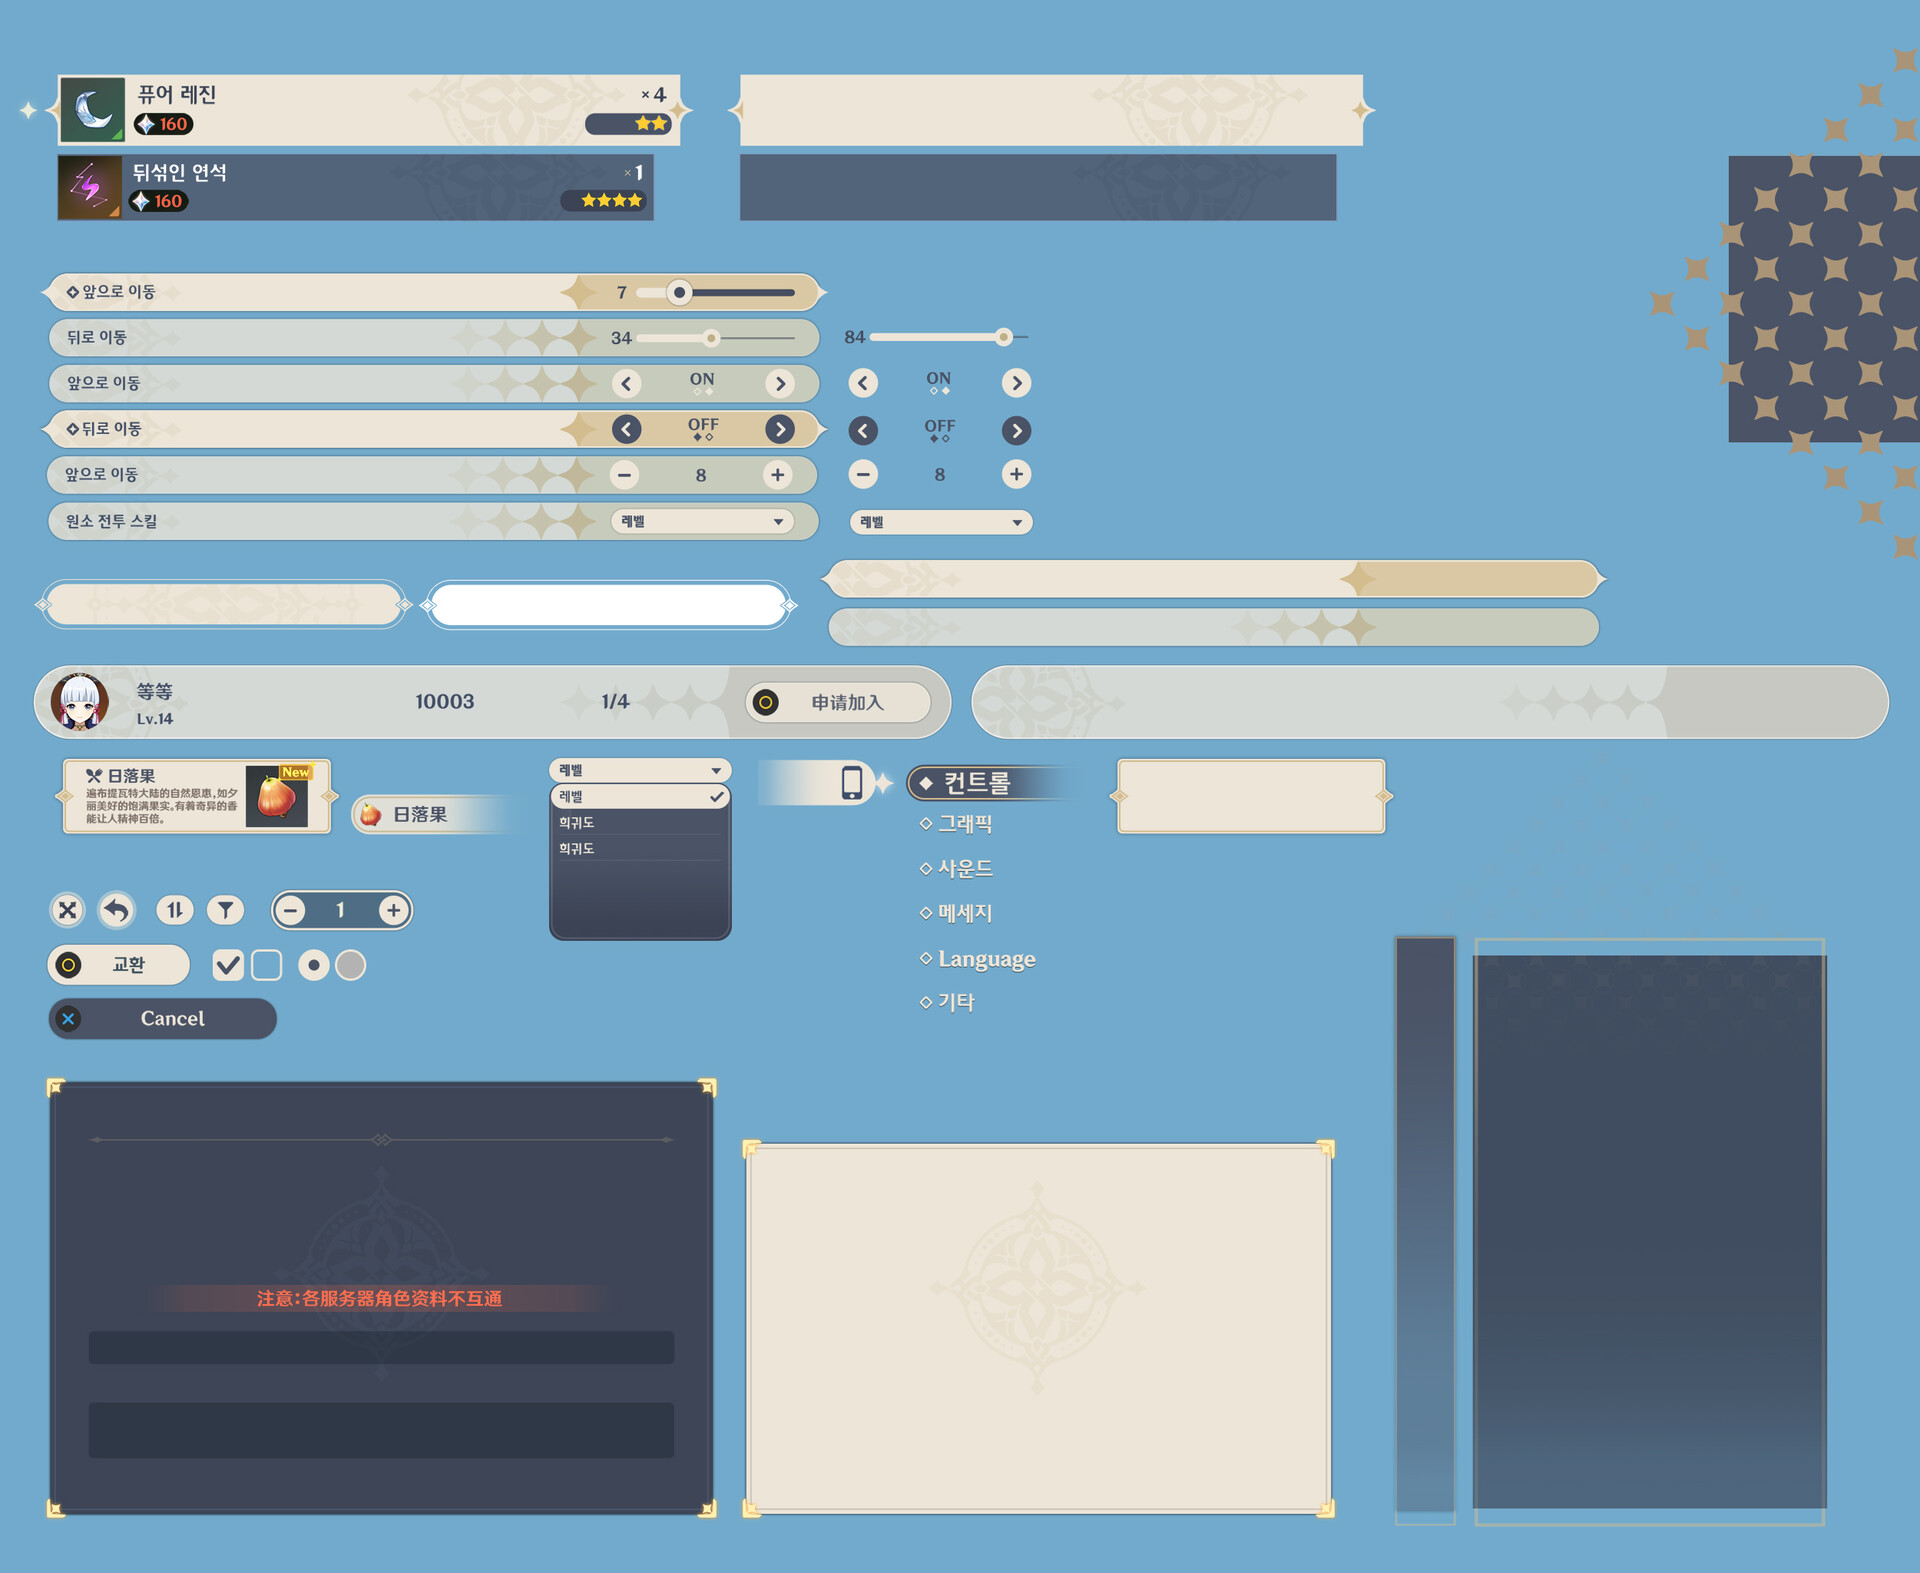 퓨어 레진
×4
160
뒤섞인 연석
×1
160
앞으로 이동
7
뒤로 이동
34
84
앞으로 이동
ON
ON
뒤로 이동
OFF
OFF
앞으로 이동
8
8
원소 전투 스킬
레벨
레벨
等等
Lv.14
10003
1/4
申请加入
日落果
New
遍布提瓦特大陆的自然恩惠,如夕
丽美好的饱满果实。有着奇异的香
能让人精神百倍。
日落果
레벨
레벨
희귀도
희귀도
컨트롤
그래픽
사운드
메세지
Language
기타
1
교환
Cancel
注意:各服务器角色资料不互通